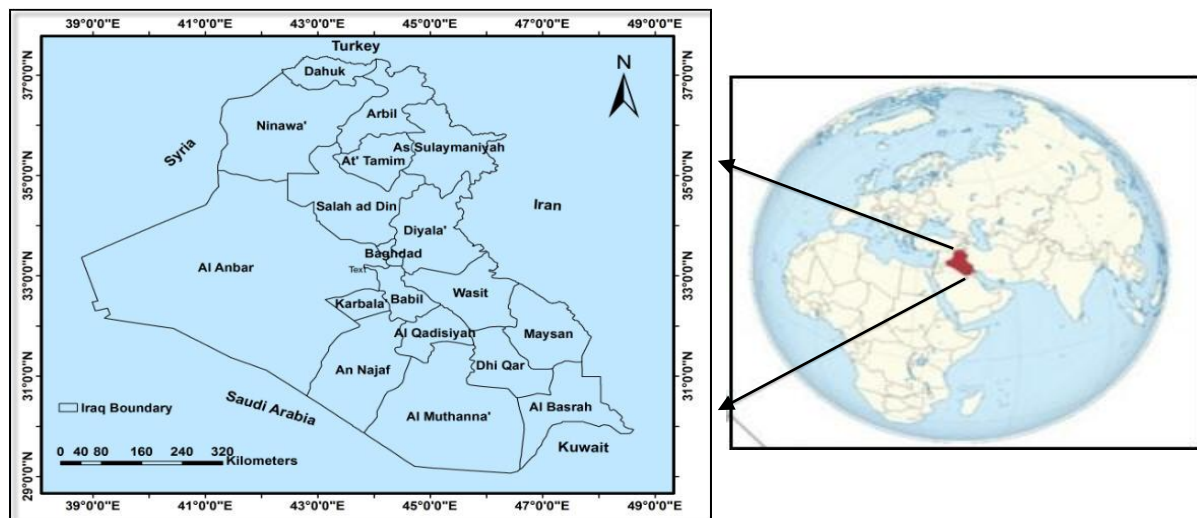 39°0'0"E 41°0'0"E 43°0'0"E 45°0'0"E 47°0'0"E 49°0'0"E
37°0'0"N
35°0'0"N
33°0'0"N
31°0'0"N
29°0'0"N
Turkey
Dahuk
N
Arbil
Ninawa'
Syria
As Sulaymaniyah
At' Tamim
Salah ad Din
Iran
Diyala'
Baghdad
Al Anbar
Text
Wasit
Karbala'
Babil
Maysan
Al Qadisiyah
An Najaf
Dhi Qar
Saudi Arabia
Al Muthanna'
Al Basrah
Kuwait
Iraq Boundary
0 40 80 160 240 320
Kilometers
37°0'0"N
35°0'0"N
33°0'0"N
31°0'0"N
29°0'0"N
39°0'0"E 41°0'0"E 43°0'0"E 45°0'0"E 47°0'0"E 49°0'0"E